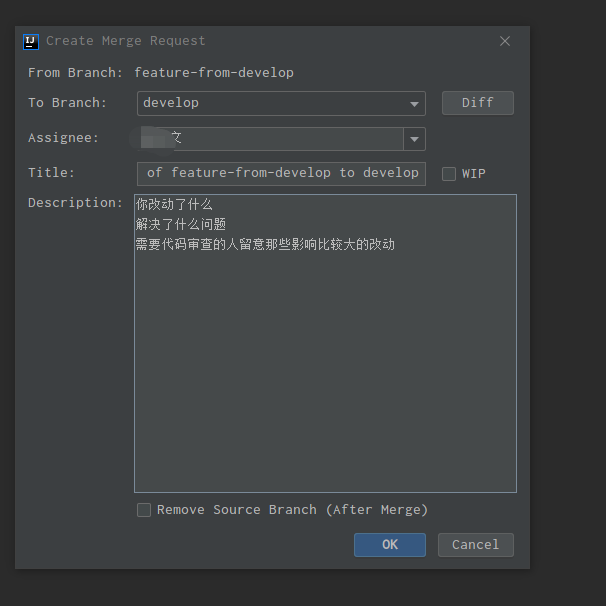 IJ
Create Merge Request
From Branch: feature-from-develop
To Branch: develop Diff
Assignee: 文
Title: of feature-from-develop to develop WIP
Description: 你改动了什么
解决了什么问题
需要代码审查的人留意那些影响比较大的改动
Remove Source Branch (After Merge)
OK Cancel